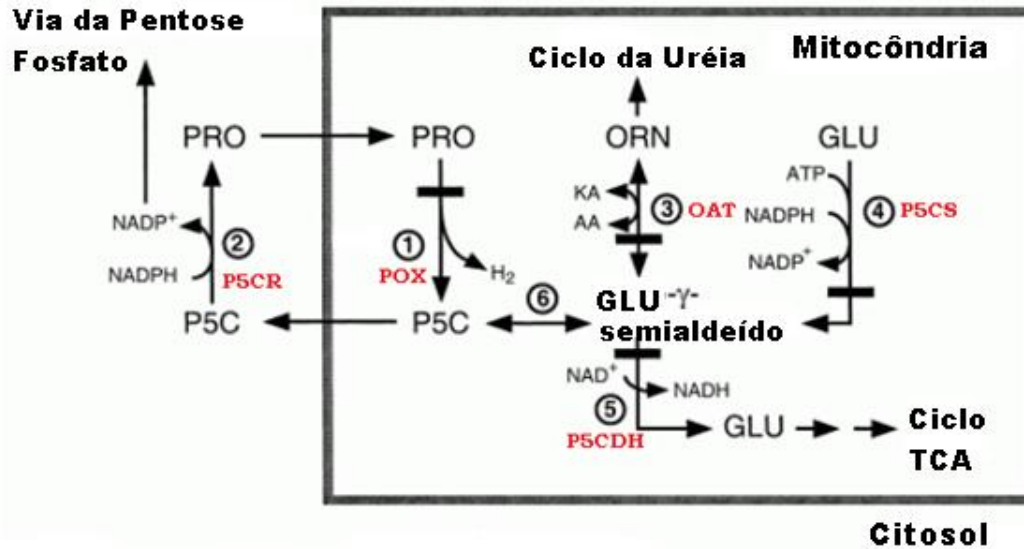 Via da Pentose
Fosfato
Mitocôndria
Ciclo da Uréia
PRO
PRO
ORN
GLU
KA
AA
③ OAT
ATP
NADPH
NADP⁺
④ P5CS
NADP⁺
NADPH
② P5CR
① POX
H₂
P5C
P5C
⑥
GLU -γ-
semialdeído
NAD⁺
NADH
⑤ P5CDH
GLU
Ciclo
TCA
Citosol